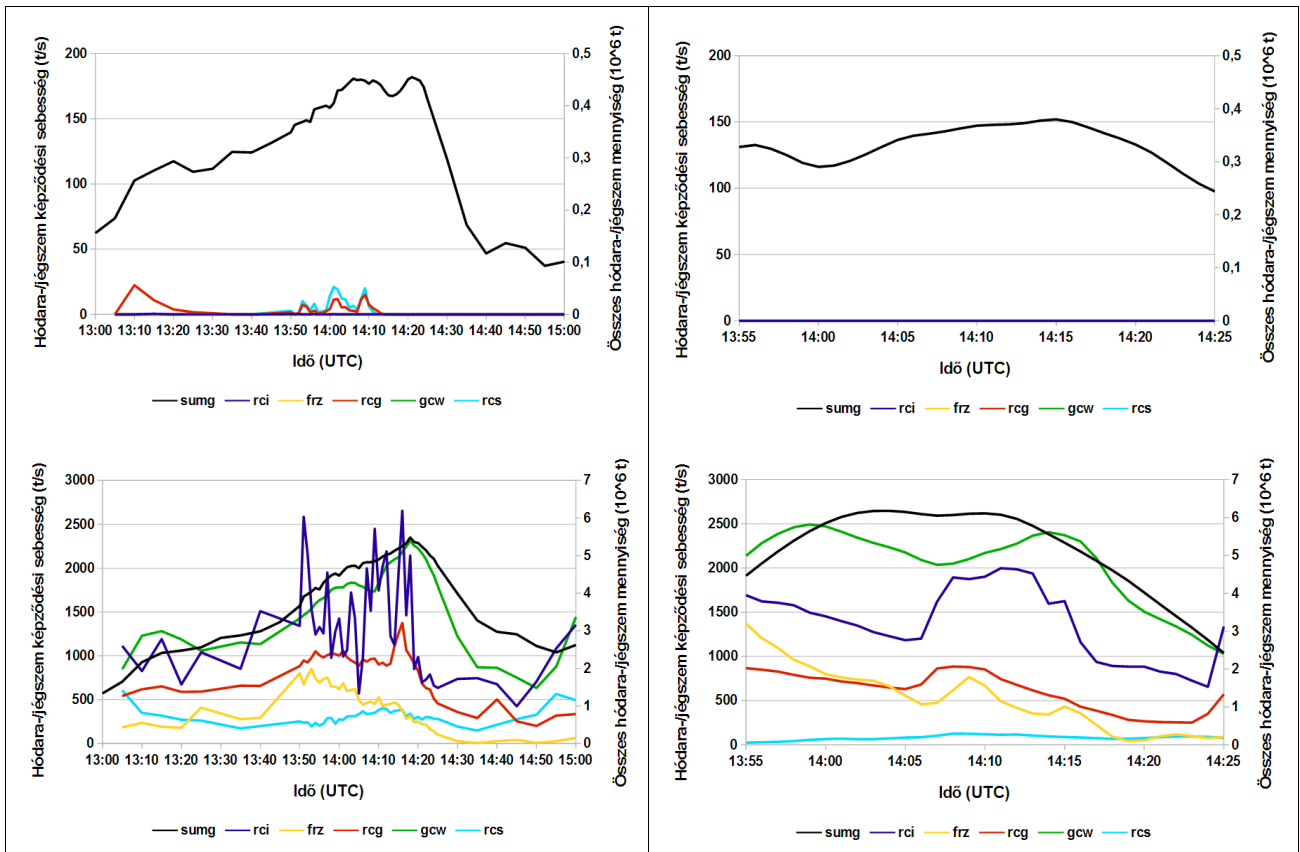 Hódara-/jégszem képződési sebesség (t/s)
200
150
100
50
0
0,5
0,4
0,3
0,2
0,1
0
Összes hódara-/jégszem mennyiség (10^6 t)
13:00 13:10 13:20 13:30 13:40 13:50 14:00 14:10 14:20 14:30 14:40 14:50 15:00
Idő (UTC)
sumg rci frz rcg gcw rcs
Hódara-/jégszem képződési sebesség (t/s)
200
150
100
50
0
0,5
0,4
0,3
0,2
0,1
0
Összes hódara-/jégszem mennyiség (10^6 t)
13:55 14:00 14:05 14:10 14:15 14:20 14:25
Idő (UTC)
sumg rci frz rcg gcw rcs
Hódara-/jégszem képződési sebesség (t/s)
3000
2500
2000
1500
1000
500
0
7
6
5
4
3
2
1
0
Összes hódara-/jégszem mennyiség (10^6 t)
13:00 13:10 13:20 13:30 13:40 13:50 14:00 14:10 14:20 14:30 14:40 14:50 15:00
Idő (UTC)
sumg rci frz rcg gcw rcs
Hódara-/jégszem képződési sebesség (t/s)
3000
2500
2000
1500
1000
500
0
7
6
5
4
3
2
1
0
Összes hódara-/jégszem mennyiség (10^6 t)
13:55 14:00 14:05 14:10 14:15 14:20 14:25
Idő (UTC)
sumg rci frz rcg gcw rcs